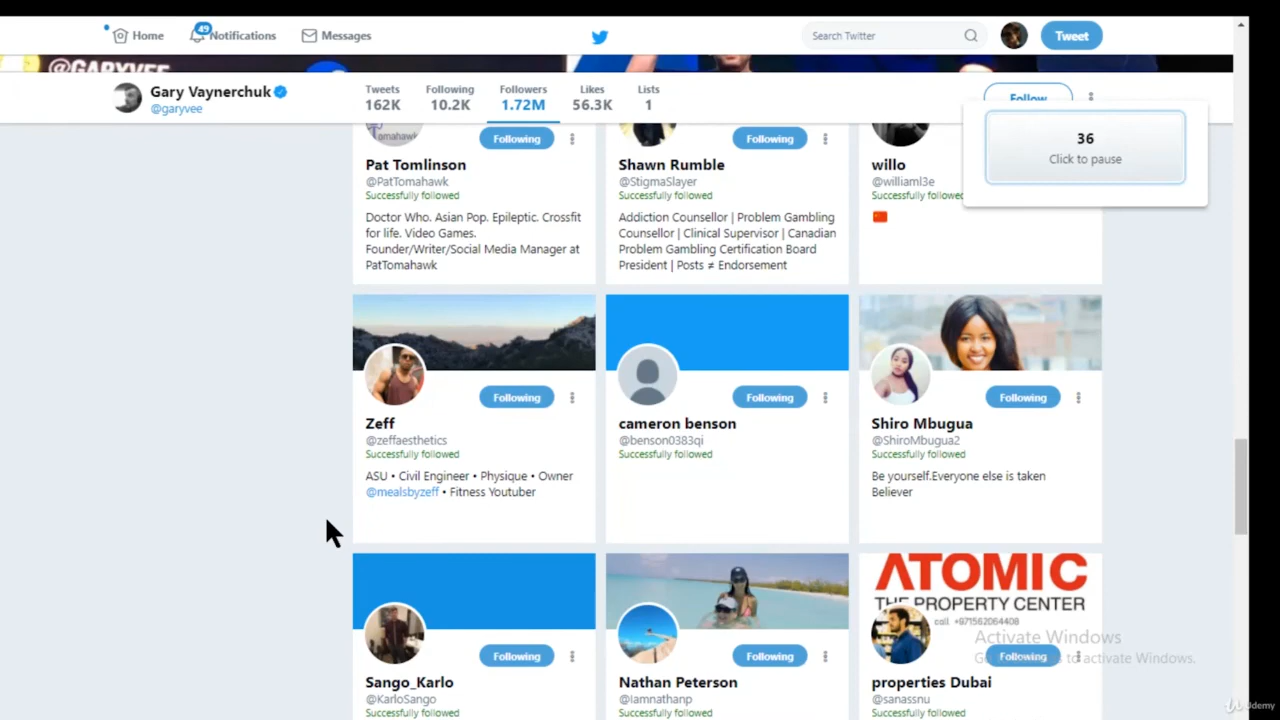 Home
49
Notifications
Messages
Search Twitter
Tweet
@GARYVEE
Gary Vaynerchuk
@garyvee
Tweets
162K
Following
10.2K
Followers
1.72M
Likes
56.3K
Lists
1
Follow
36
Click to pause
Tomahawk
Following
Pat Tomlinson
@PatTomahawk
Successfully followed
Doctor Who. Asian Pop. Epileptic. Crossfit
for life. Video Games.
Founder/Writer/Social Media Manager at
PatTomahawk
Following
Shawn Rumble
@StigmaSlayer
Successfully followed
Addiction Counsellor | Problem Gambling
Counsellor | Clinical Supervisor | Canadian
Problem Gambling Certification Board
President | Posts ≠ Endorsement
willo
@williaml3e
Successfully followed
Following
Zeff
@zeffaesthetics
Successfully followed
ASU • Civil Engineer • Physique • Owner
@mealsbyzeff • Fitness Youtuber
Following
cameron benson
@benson0383qi
Successfully followed
Following
Shiro Mbugua
@ShiroMbugua2
Successfully followed
Be yourself.Everyone else is taken
Believer
Following
Sango_Karlo
@KarloSango
Successfully followed
Following
Nathan Peterson
@iamnathanp
Successfully followed
ATOMIC
THE PROPERTY CENTER
call +971562064408
Following
properties Dubai
@sanassnu
Successfully followed
Activate Windows
Go to activate Windows.
Udemy